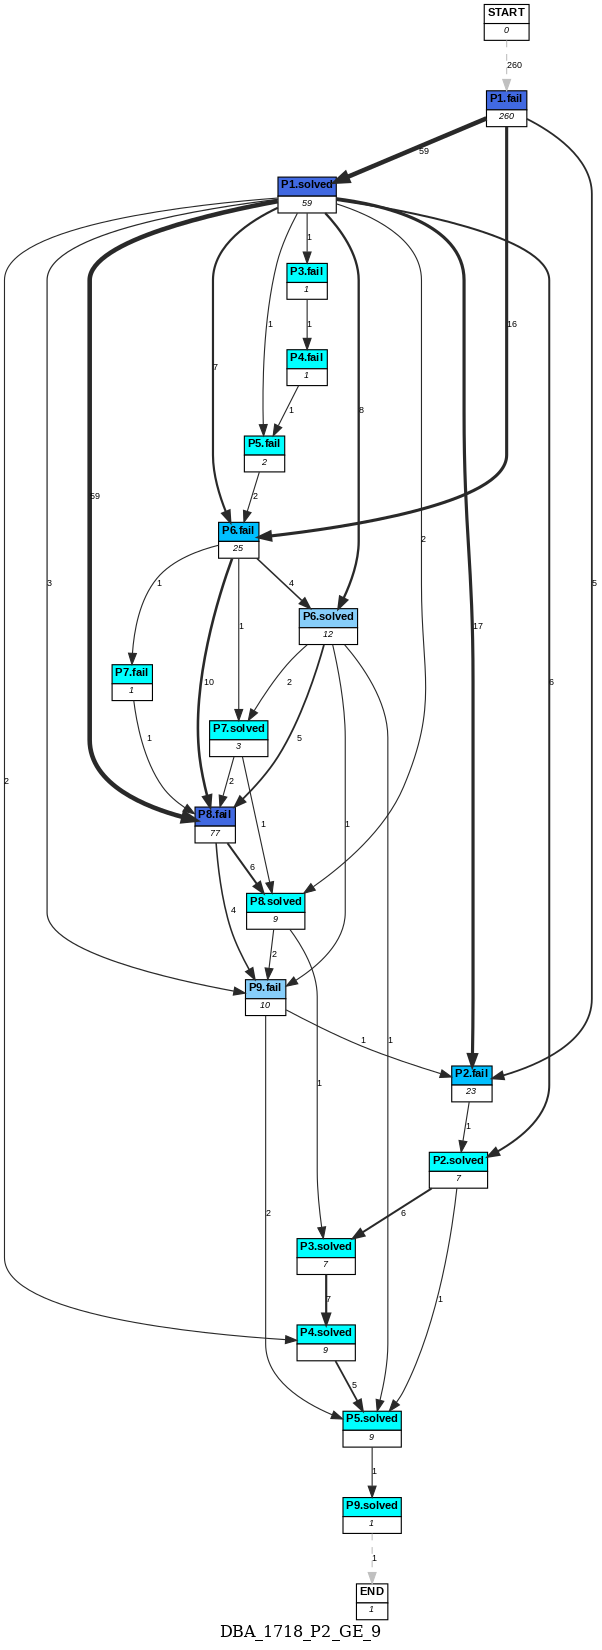 START
0
260
P1.fail
260
59
P1.solved
59
1
P3.fail
1
1
16
1
P4.fail
1
7
8
1
P5.fail
2
2
59
2
P6.fail
25
3
1
4
1
5
P6.solved
12
17
6
P7.fail
1
10
2
P7.solved
3
1
5
2
2
P8.fail
77
1
1
6
P8.solved
9
4
2
P9.fail
10
1
1
P2.fail
23
1
1
P2.solved
7
2
6
P3.solved
7
7
1
P4.solved
9
5
P5.solved
9
1
P9.solved
1
1
END
1
DBA_1718_P2_GE_9